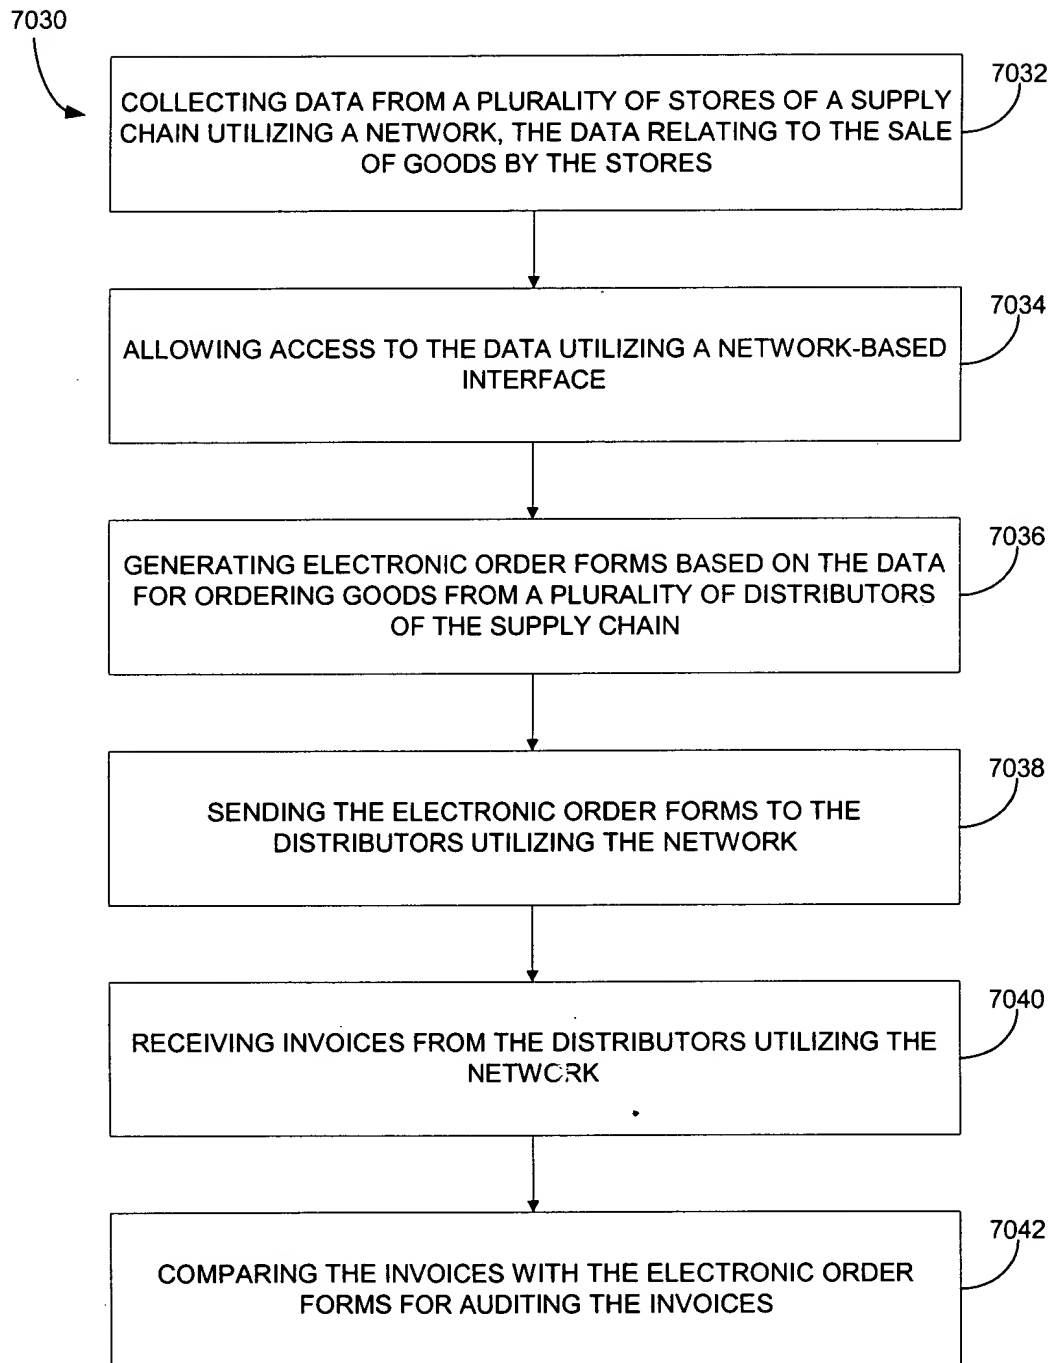 7030
7032
COLLECTING DATA FROM A PLURALITY OF STORES OF A SUPPLY
CHAIN UTILIZING A NETWORK, THE DATA RELATING TO THE SALE
OF GOODS BY THE STORES
7034
ALLOWING ACCESS TO THE DATA UTILIZING A NETWORK-BASED
INTERFACE
7036
GENERATING ELECTRONIC ORDER FORMS BASED ON THE DATA
FOR ORDERING GOODS FROM A PLURALITY OF DISTRIBUTORS
OF THE SUPPLY CHAIN
7038
SENDING THE ELECTRONIC ORDER FORMS TO THE
DISTRIBUTORS UTILIZING THE NETWORK
7040
RECEIVING INVOICES FROM THE DISTRIBUTORS UTILIZING THE
NETWORK
7042
COMPARING THE INVOICES WITH THE ELECTRONIC ORDER
FORMS FOR AUDITING THE INVOICES